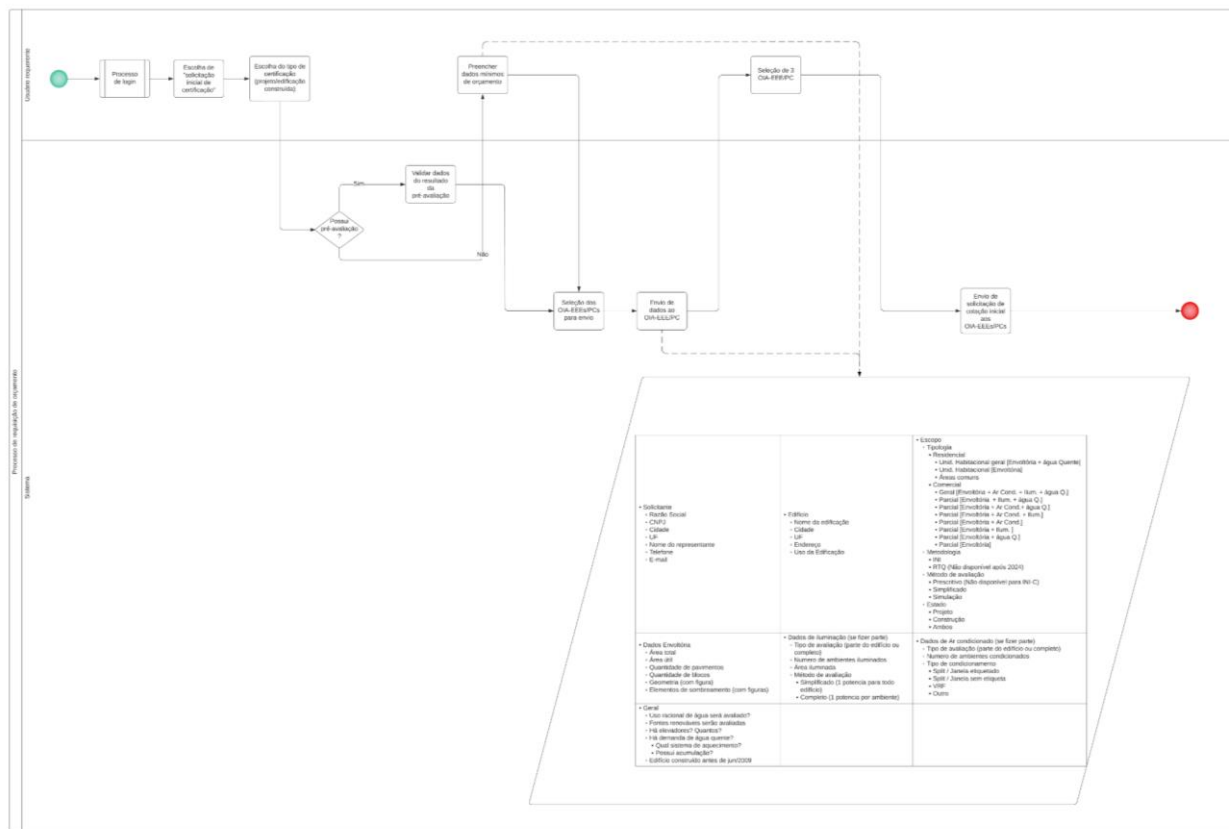 Processo de requisição de orçamento
Usuário requerente
Processo
de login
Escolha de
"solicitação
inicial de
certificação"
Escolha do tipo de
certificação
(projeto/edificação
construída)
Preencher
dados mínimos
de orçamento
Seleção de 3
OIA-EEE/PC
Sistema
Possui
pré-avaliação
?
Sim
Não
Validar dados
do resultado
da
pré avaliação
Seleção dos
OIA-EEEs/PCs
para envio
Envio de
dados ao
OIA-EEE/PC
Envio de
solicitação de
cotação inicial
aos
OIA-EEEs/PCs
• Solicitante
- Razão Social
- CNPJ
- Cidade
- UF
- Nome do representante
- Telefone
- E-mail
• Edifício
- Nome da edificação
- Cidade
- UF
- Endereço
- Uso da Edificação
• Escopo
- Tipologia
• Residencial
• Unid. Habitacional geral [Envoltória + água Quente]
• Unid. Habitacional [Envoltória]
• Áreas comuns
• Comercial
• Geral [Envoltória + Ar Cond. + Ilum. + água Q.]
• Parcial [Envoltória + Ilum. + água Q.]
• Parcial [Envoltória + Ar Cond.+ água Q.]
• Parcial [Envoltória + Ar Cond. + Ilum.]
• Parcial [Envoltória + Ar Cond.]
• Parcial [Envoltória + Ilum. ]
• Parcial [Envoltória + água Q.]
• Parcial [Envoltória]
- Metodologia
• INI
• RTQ (Não disponível após 2024)
- Método de avaliação
• Prescritivo (Não disponível para INI-C)
• Simplificado
• Simulação
- Estado
• Projeto
• Construção
• Ambos
• Dados Envoltória
- Área total
- Área útil
- Quantidade de pavimentos
- Quantidade de blocos
- Geometria (com figura)
- Elementos de sombreamento (com figuras)
• Dados de iluminação (se fizer parte)
- Tipo de avaliação (parte do edifício ou
completo)
- Numero de ambientes iluminados
- Área iluminada
- Método de avaliação
• Simplificado (1 potencia para todo
edifício)
• Completo (1 potencia por ambiente)
• Dados de Ar condicionado (se fizer parte)
- Tipo de avaliação (parte do edifício ou completo)
- Numero de ambientes condicionados
- Tipo de condicionamento
• Split / Janela etiquetado
• Split / Janela sem etiqueta
• VRF
• Outro
• Geral
- Uso racional de água será avaliado?
- Fontes renováveis serão avaliadas
- Há elevadores? Quantos?
- Há demanda de água quente?
• Qual sistema de aquecimento?
• Possui acumulação?
- Edifício construído antes de jun/2009